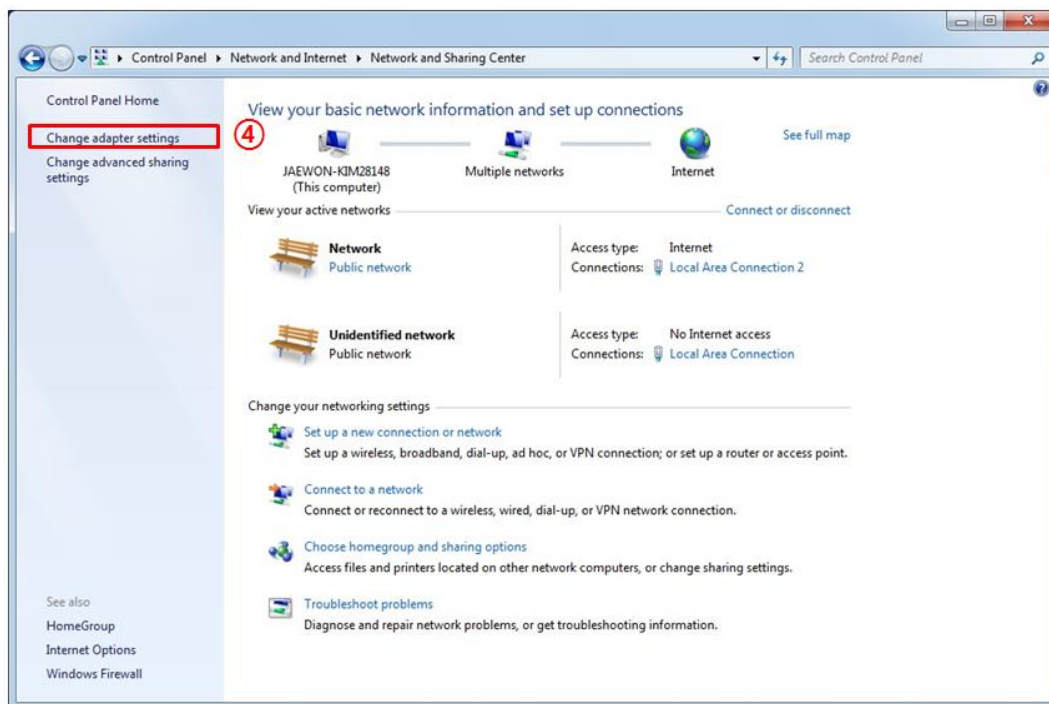 Control Panel ▸ Network and Internet ▸ Network and Sharing Center
Search Control Panel
Control Panel Home
Change adapter settings
④
Change advanced sharing
settings
View your basic network information and set up connections
See full map
JAEWON-KIM28148
(This computer)
Multiple networks
Internet
View your active networks
Connect or disconnect
Network
Public network
Access type: Internet
Connections: Local Area Connection 2
Unidentified network
Public network
Access type: No Internet access
Connections: Local Area Connection
Change your networking settings
Set up a new connection or network
Set up a wireless, broadband, dial-up, ad hoc, or VPN connection; or set up a router or access point.
Connect to a network
Connect or reconnect to a wireless, wired, dial-up, or VPN network connection.
Choose homegroup and sharing options
Access files and printers located on other network computers, or change sharing settings.
Troubleshoot problems
Diagnose and repair network problems, or get troubleshooting information.
See also
HomeGroup
Internet Options
Windows Firewall